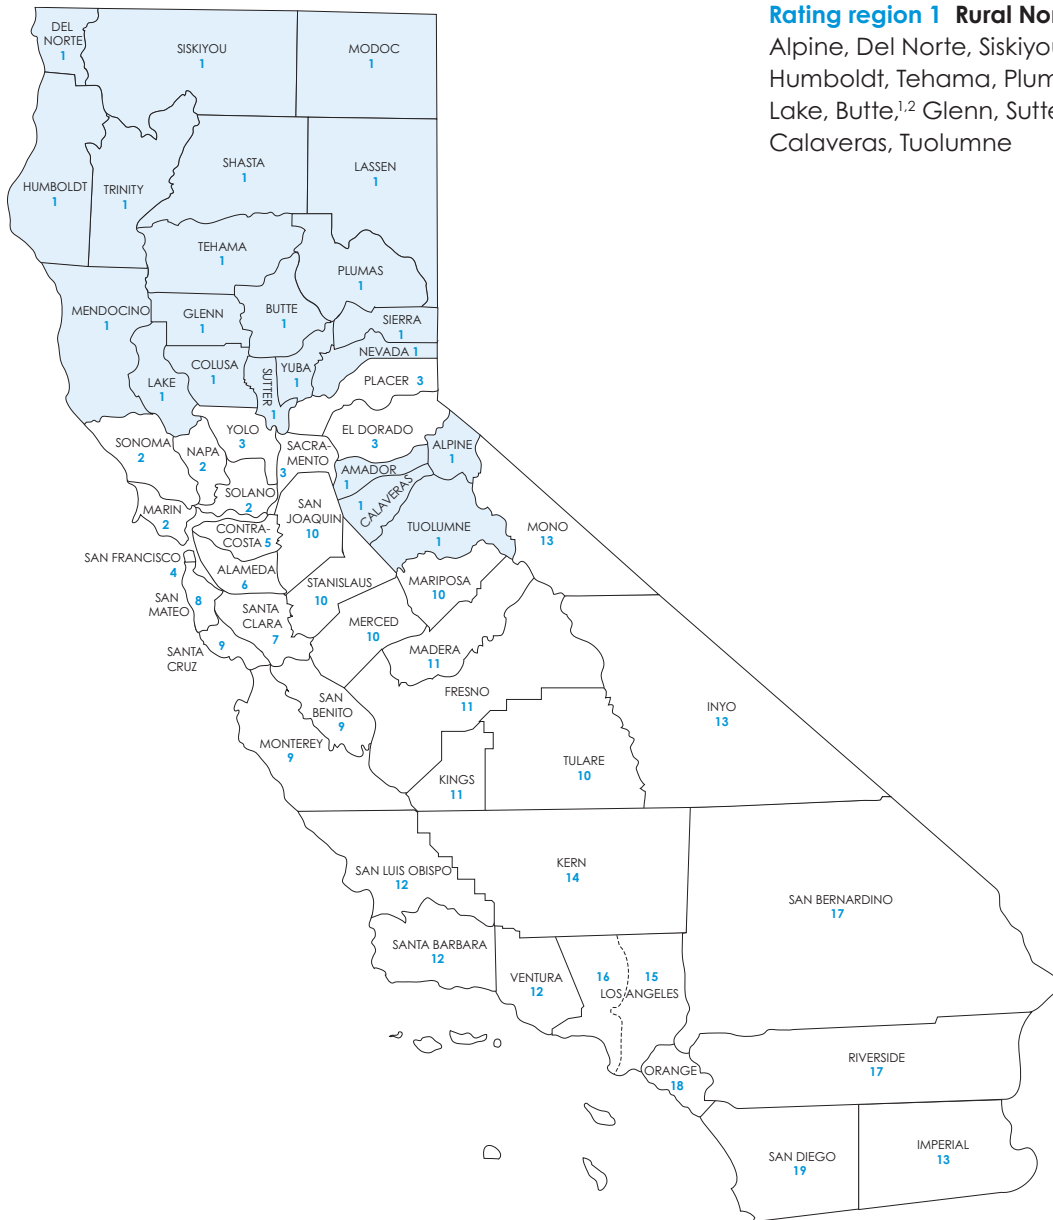 Rating region 1 Rural Nor
Alpine, Del Norte, Siskiyou
Humboldt, Tehama, Plum
Lake, Butte,1,2 Glenn, Sutte
Calaveras, Tuolumne
DEL
NORTE
1
SISKIYOU
1
MODOC
1
HUMBOLDT
1
TRINITY
1
SHASTA
1
LASSEN
1
TEHAMA
1
PLUMAS
1
MENDOCINO
1
GLENN
1
BUTTE
1
SIERRA
1
NEVADA 1
LAKE
1
COLUSA
1
SUTTER
1
YUBA
1
PLACER 3
SONOMA
2
NAPA
2
YOLO
3
SACRA-
MENTO
3
EL DORADO
3
ALPINE
1
AMADOR
1
CALAVERAS
1
TUOLUMNE
1
MONO
13
MARIN
2
SOLANO
2
SAN
JOAQUIN
10
CONTRA-
COSTA 5
SAN FRANCISCO
4
ALAMEDA
6
STANISLAUS
10
MARIPOSA
10
SAN
MATEO
8
SANTA
CLARA
7
MERCED
10
SANTA
CRUZ
9
MADERA
11
FRESNO
11
SAN
BENITO
9
MONTEREY
9
INYO
13
KINGS
11
TULARE
10
SAN LUIS OBISPO
12
KERN
14
SAN BERNARDINO
17
SANTA BARBARA
12
VENTURA
12
16
15
LOS ANGELES
ORANGE
18
RIVERSIDE
17
SAN DIEGO
19
IMPERIAL
13